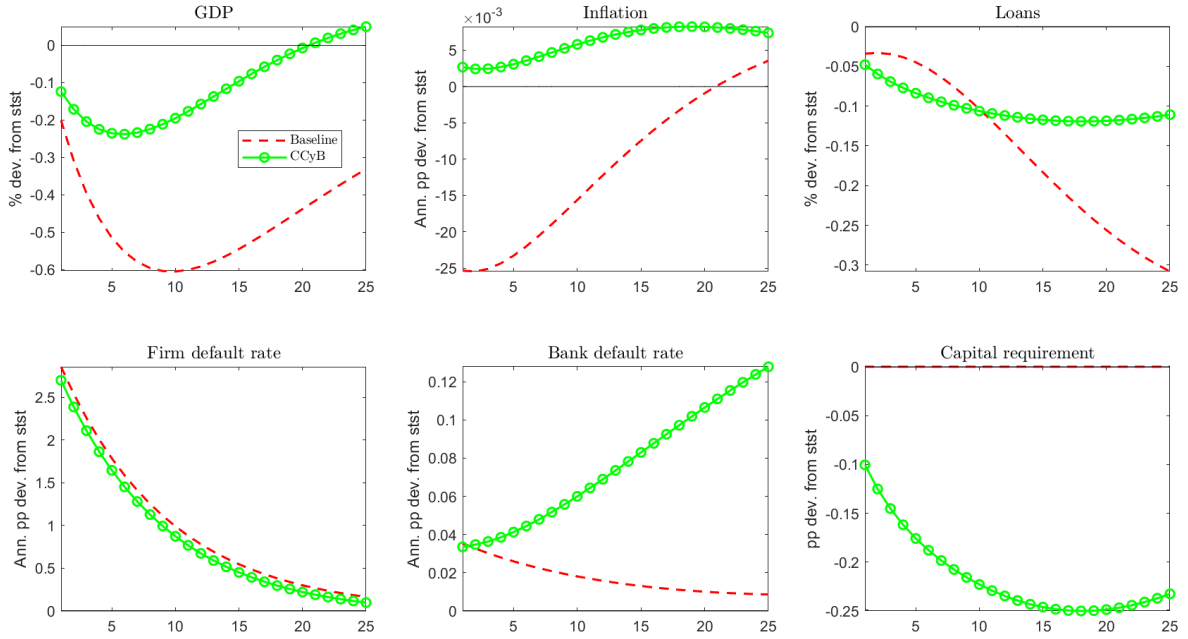 GDP
Inflation
Loans
×10⁻³
0
-0.1
-0.2
-0.3
-0.4
-0.5
-0.6
% dev. from stst
Baseline
CCyB
5 10 15 20 25
5
0
-5
-10
-15
-20
-25
Ann. pp dev. from stst
5 10 15 20 25
0
-0.05
-0.1
-0.15
-0.2
-0.25
-0.3
% dev. from stst
5 10 15 20 25
Firm default rate
Bank default rate
Capital requirement
2.5
2
1.5
1
0.5
0
Ann. pp dev. from stst
5 10 15 20 25
0.12
0.1
0.08
0.06
0.04
0.02
0
Ann. pp dev. from stst
5 10 15 20 25
0
-0.05
-0.1
-0.15
-0.2
-0.25
pp dev. from stst
5 10 15 20 25